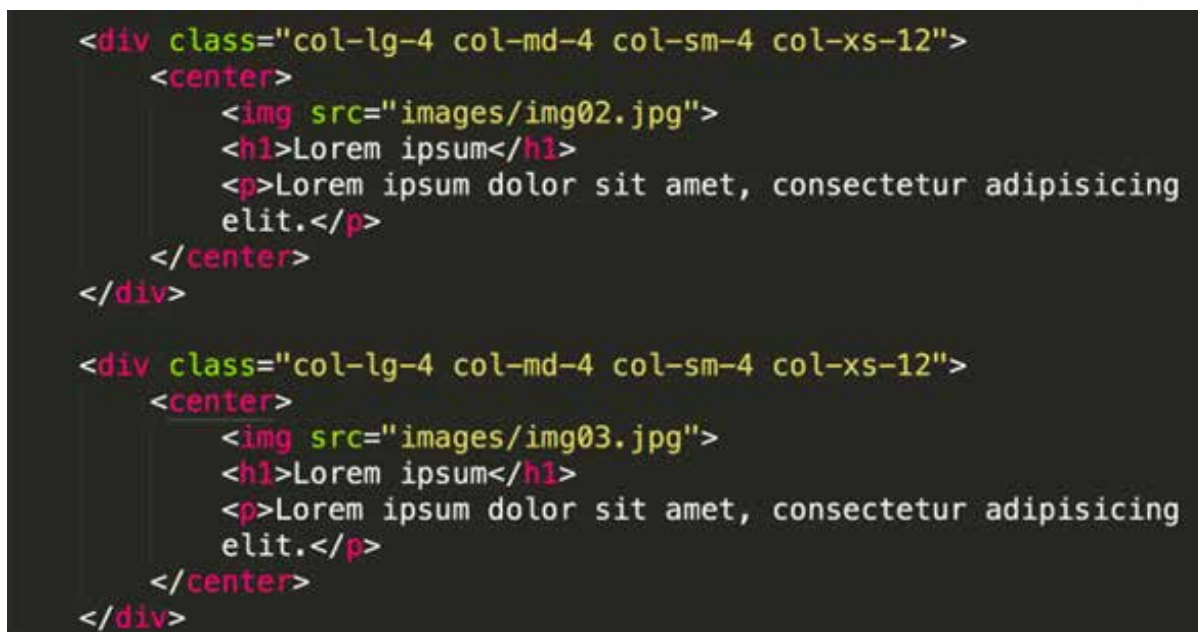 <div class="col-lg-4 col-md-4 col-sm-4 col-xs-12">
<center>
<img src="images/img02.jpg">
<h1>Lorem ipsum</h1>
<p>Lorem ipsum dolor sit amet, consectetur adipisicing
elit.</p>
</center>
</div>
<div class="col-lg-4 col-md-4 col-sm-4 col-xs-12">
<center>
<img src="images/img03.jpg">
<h1>Lorem ipsum</h1>
<p>Lorem ipsum dolor sit amet, consectetur adipisicing
elit.</p>
</center>
</div>